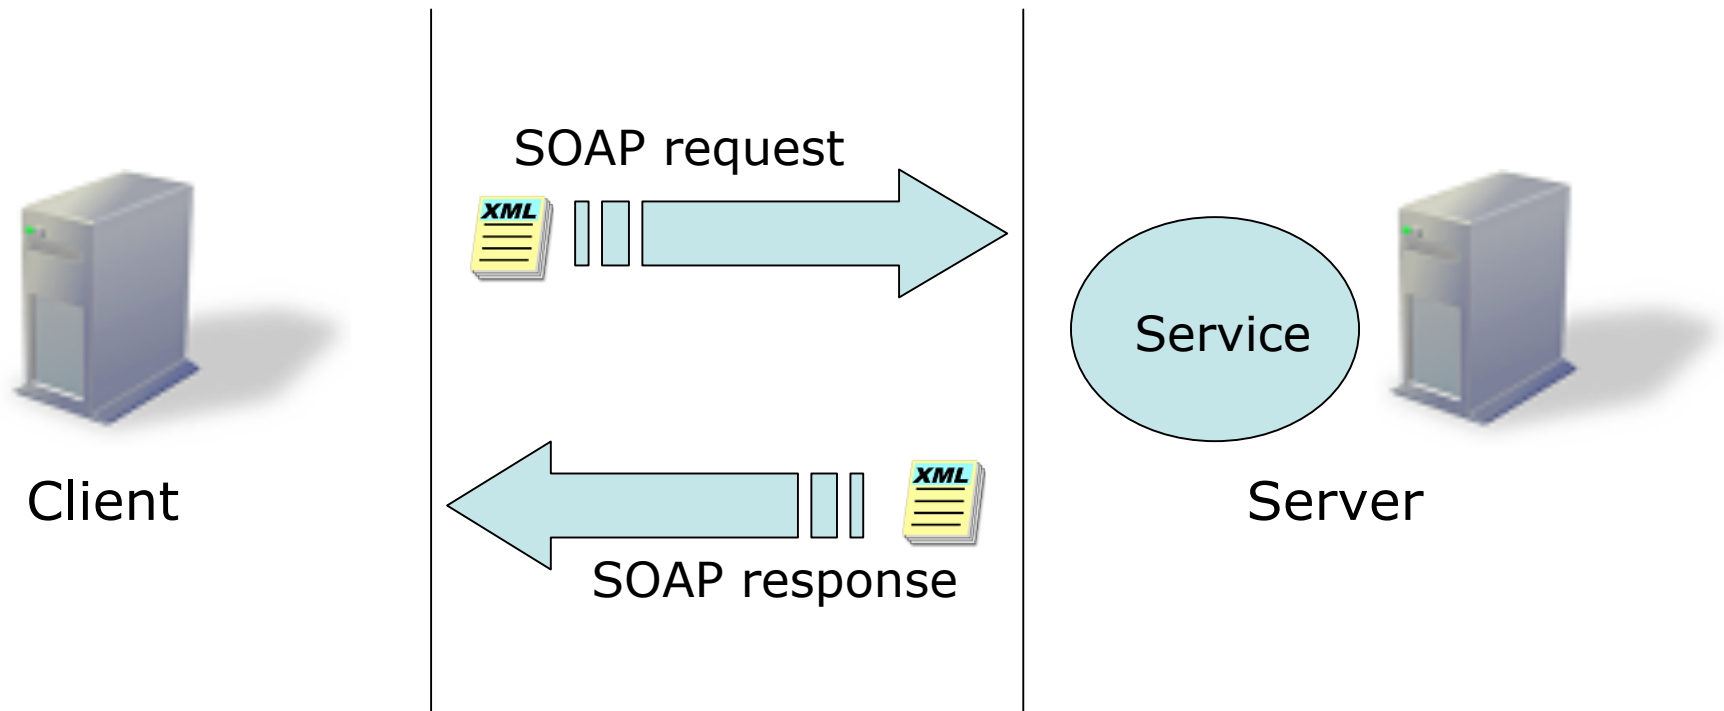 SOAP request
XML
Service
Client
Server
XML
SOAP response